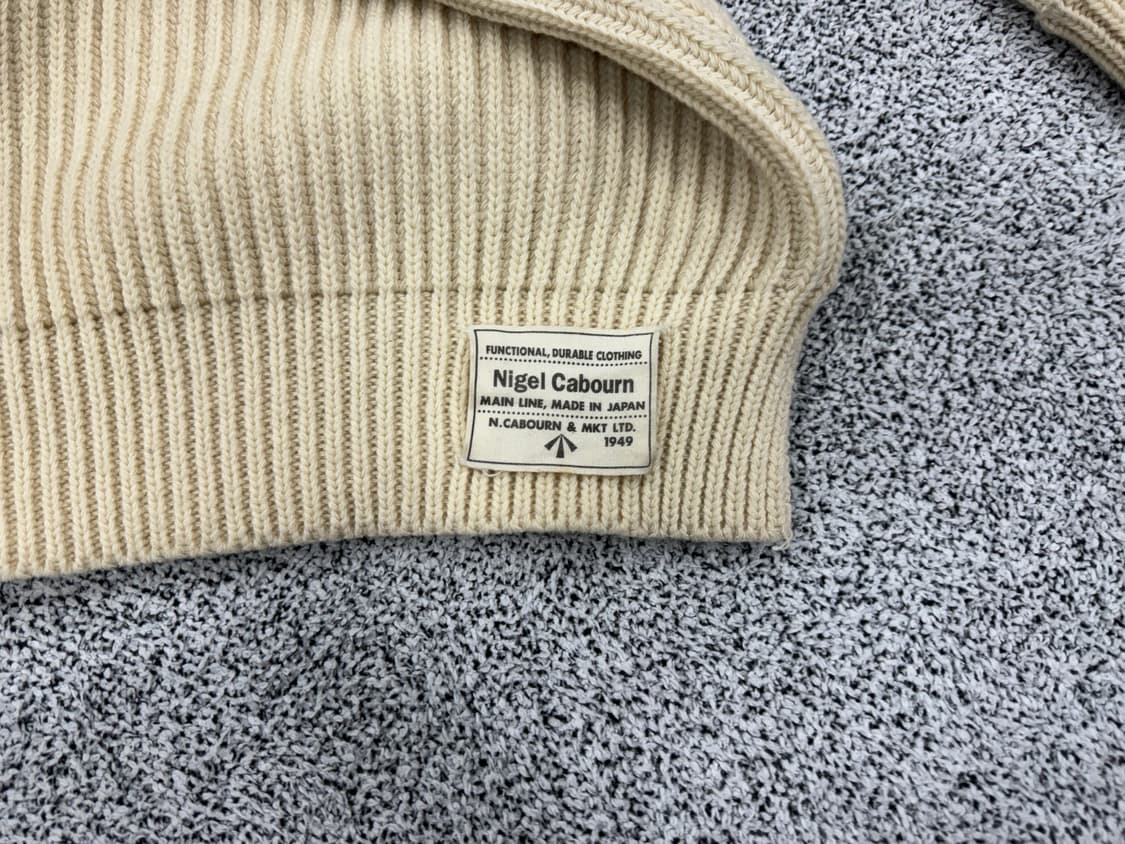 FUNCTIONAL, DURABLE CLOTHING
Nigel Cabourn
MAIN LINE, MADE IN JAPAN
N.CABOURN & MKT LTD.
1949